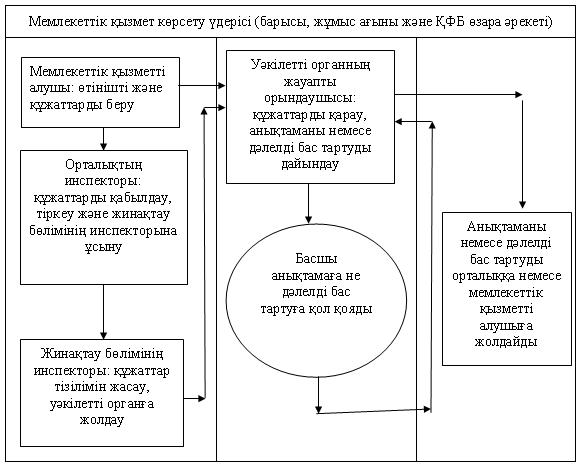 Мемлекеттік қызмет көрсету үдерісі (барысы, жұмыс ағыны және ҚФБ өзара әрекеті)
Мемлекеттік қызметті
алушы: өтінішті және
құжаттарды беру
Орталықтың
инспекторы:
құжаттарды қабылдау,
тіркеу және жинақтау
бөлімінің инспекторына
ұсыну
Жинақтау бөлімінің
инспекторы: құжаттар
тізілімін жасау,
уәкілетті органға
жолдау
Уәкілетті органның
жауапты
орындаушысы:
құжаттарды қарау,
анықтаманы немесе
дәлелді бас тартуды
дайындау
Басшы
анықтамаға не
дәлелді бас
тартуға қол қояды
Анықтаманы
немесе дәлелді
бас тартуды
орталыққа немесе
мемлекеттік
қызметті
алушыға
жолдайды